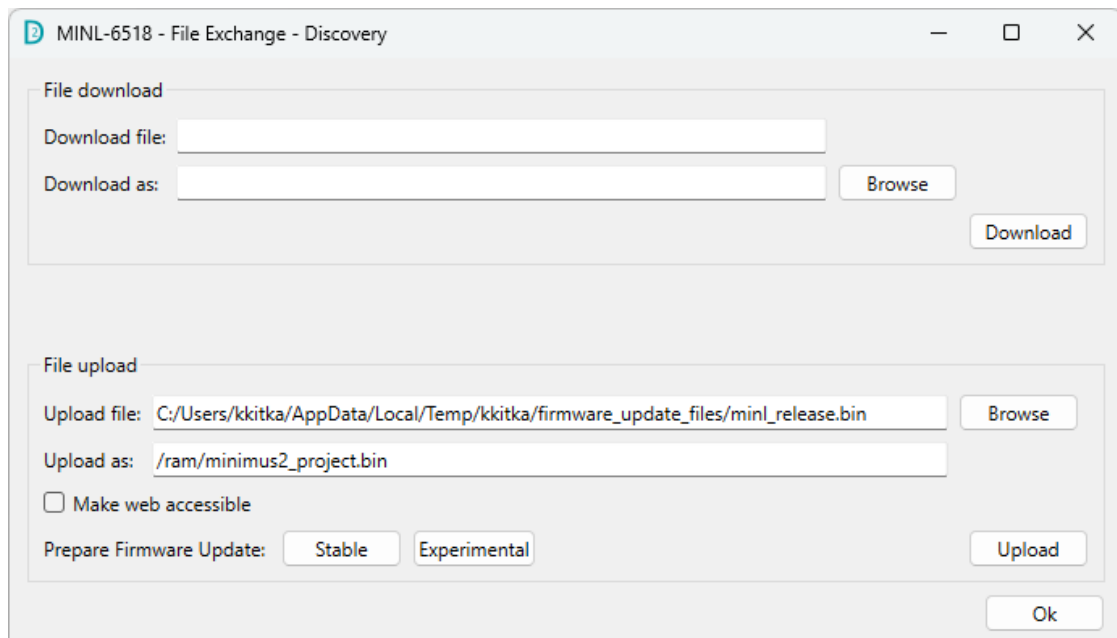 2
MINL-6518 - File Exchange - Discovery
File download
Download file:
Download as: Browse
Download
File upload
Upload file: C:/Users/kkitka/AppData/Local/Temp/kkitka/firmware_update_files/minl_release.bin Browse
Upload as: /ram/minimus2_project.bin
Make web accessible
Prepare Firmware Update: Stable Experimental Upload
Ok